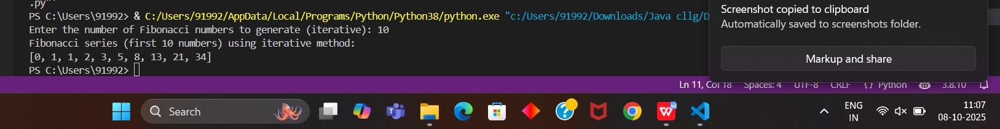 .py"
PS C:\Users\91992> & C:/Users/91992/AppData/Local/Programs/Python/Python38/python.exe "c:/Users/91992/Downloads/Java cllg/D
Enter the number of Fibonacci numbers to generate (iterative): 10
Fibonacci series (first 10 numbers) using iterative method:
[0, 1, 1, 2, 3, 5, 8, 13, 21, 34]
PS C:\Users\91992>
Screenshot copied to clipboard
Automatically saved to screenshots folder.
Markup and share
Ln 11, Col 18 Spaces: 4 UTF-8 CRLF {} Python 3.8.10
Search
ENG
IN
11:07
08-10-2025